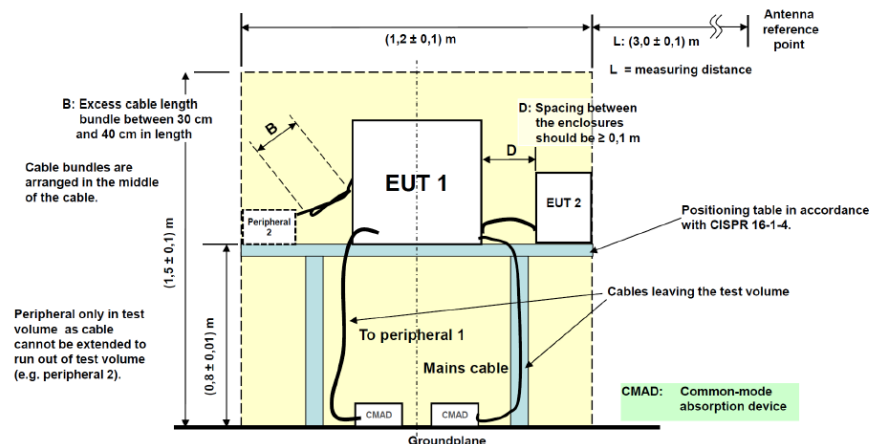 Antenna
reference
point
(1,2 ± 0,1) m
L: (3,0 ± 0,1) m
L = measuring distance
B: Excess cable length
bundle between 30 cm
and 40 cm in length
D: Spacing between
the enclosures
should be ≥ 0,1 m
B
D
Cable bundles are
arranged in the middle
of the cable.
EUT 1
EUT 2
Peripheral
2
Positioning table in accordance
with CISPR 16-1-4.
(1,5 ± 0,1) m
(0,8 ± 0,01) m
Cables leaving the test volume
Peripheral only in test
volume as cable
cannot be extended to
run out of test volume
(e.g. peripheral 2).
To peripheral 1
Mains cable
CMAD: Common-mode
absorption device
CMAD
CMAD
Groundplane